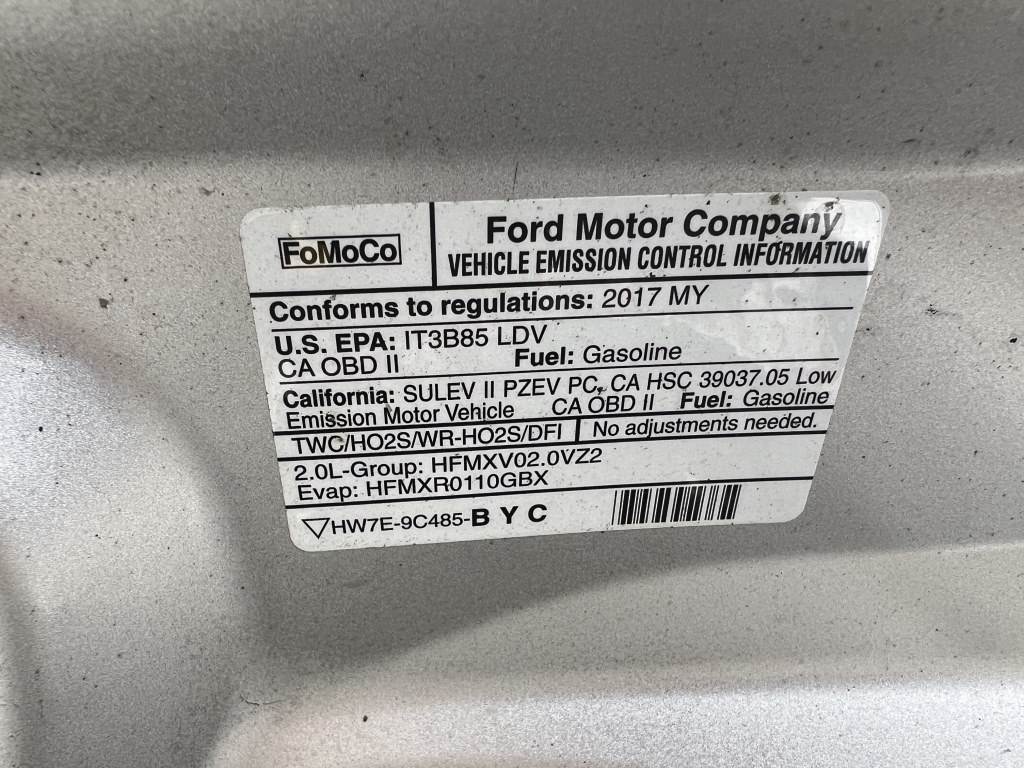 FoMoCo
Ford Motor Company
VEHICLE EMISSION CONTROL INFORMATION
Conforms to regulations: 2017 MY
U.S. EPA: IT3B85 LDV
CA OBD II Fuel: Gasoline
California: SULEV II PZEV PC, CA HSC 39037.05 Low
Emission Motor Vehicle CA OBD II Fuel: Gasoline
TWC/HO2S/WR-HO2S/DFI No adjustments needed.
2.0L-Group: HFMXV02.0VZ2
Evap: HFMXR0110GBX
HW7E-9C485-B Y C